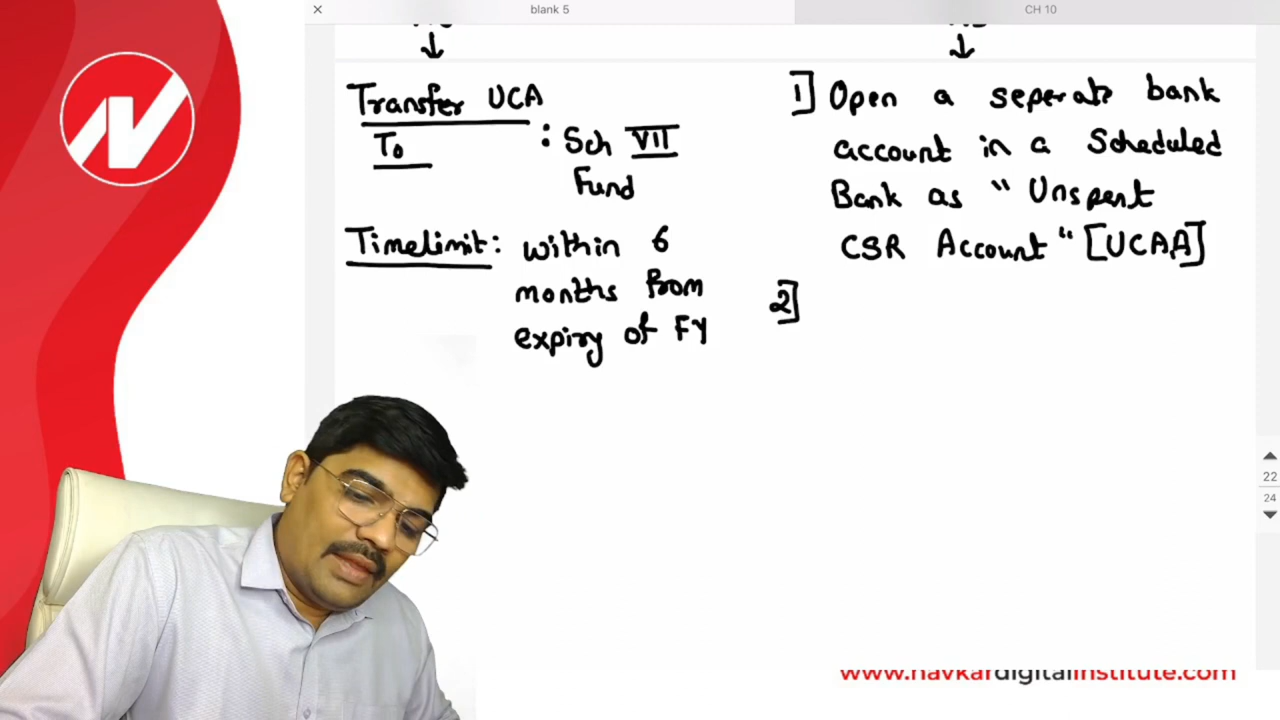 blank 5
CH 10
Transfer UCA
To : Sch VII
Fund
Timelimit: within 6
months from
expiry of FY
1] Open a seperate bank
account in a Scheduled
Bank as " Unspent
CSR Account " [UCAA]
2]
22
24
www.navkardigitalinstitute.com